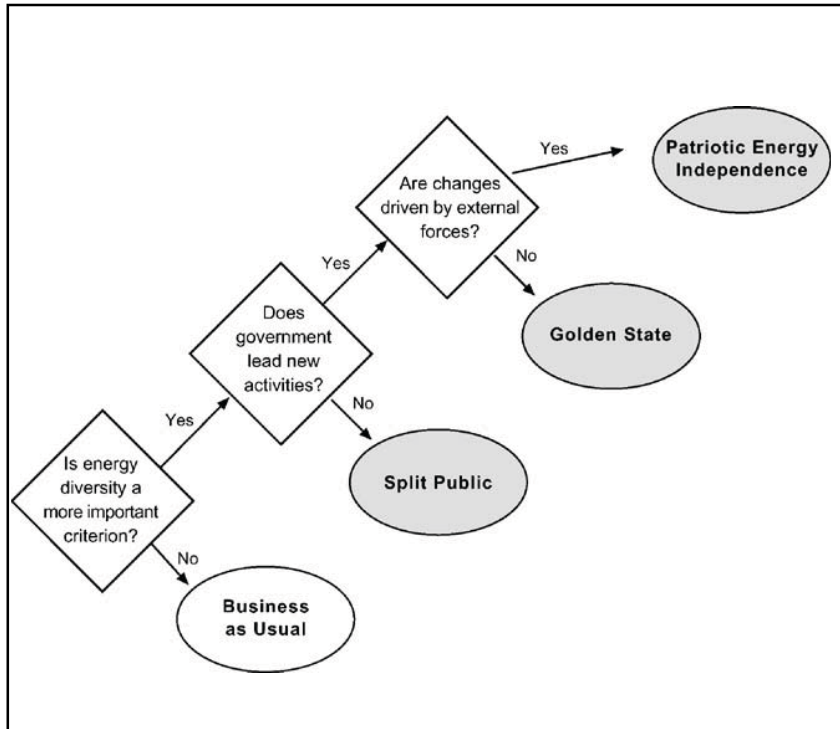 Yes
Patriotic Energy
Independence
Are changes
driven by external
forces?
No
Yes
Golden State
Does
government
lead new
activities?
No
Yes
Split Public
Is energy
diversity a
more important
criterion?
No
Business
as Usual